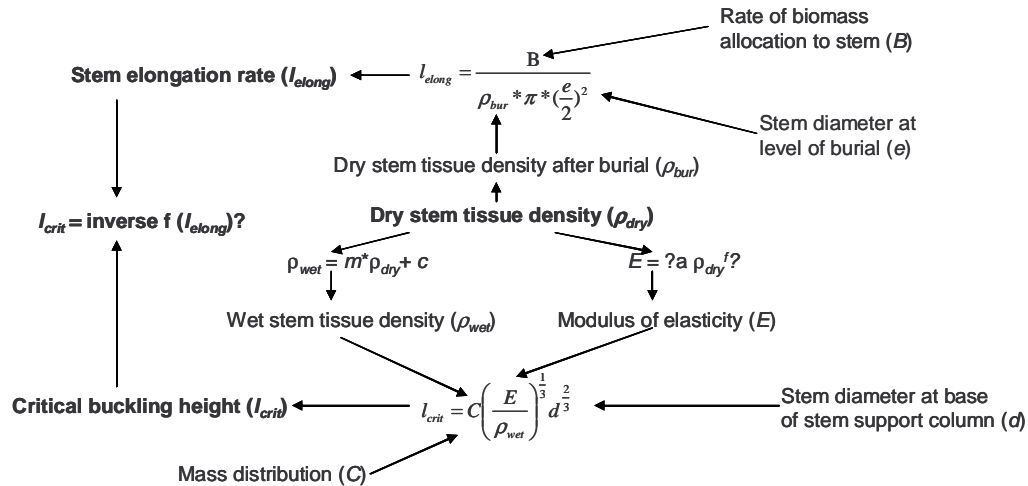 Rate of biomass
allocation to stem (B)
Stem elongation rate (l_elong)
l_elong = B / (ρ_bur * π * (e/2)²)
Stem diameter at
level of burial (e)
Dry stem tissue density after burial (ρ_bur)
Dry stem tissue density (ρ_dry)
l_crit = inverse f (l_elong)?
ρ_wet = m*ρ_dry + c
E = ?a ρ_dry^f?
Wet stem tissue density (ρ_wet)
Modulus of elasticity (E)
Critical buckling height (l_crit)
l_crit = C(E/ρ_wet)^(1/3) d^(2/3)
Stem diameter at base
of stem support column (d)
Mass distribution (C)